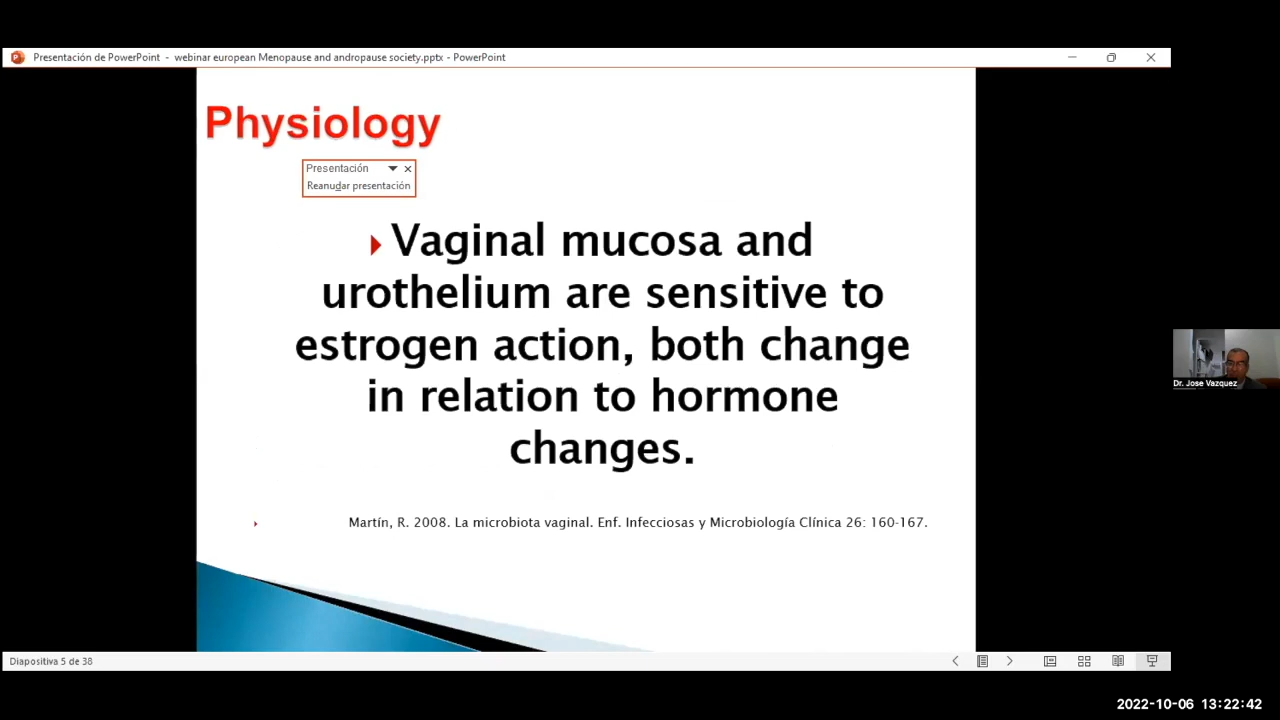 Presentación de PowerPoint - webinar european Menopause and andropause society.pptx - PowerPoint
Physiology
Presentación
Reanudar presentación
Vaginal mucosa and
urothelium are sensitive to
estrogen action, both change
in relation to hormone
changes.
Martín, R. 2008. La microbiota vaginal. Enf. Infecciosas y Microbiología Clínica 26: 160-167.
Dr. Jose Vazquez
Diapositiva 5 de 38
2022-10-06 13:22:42